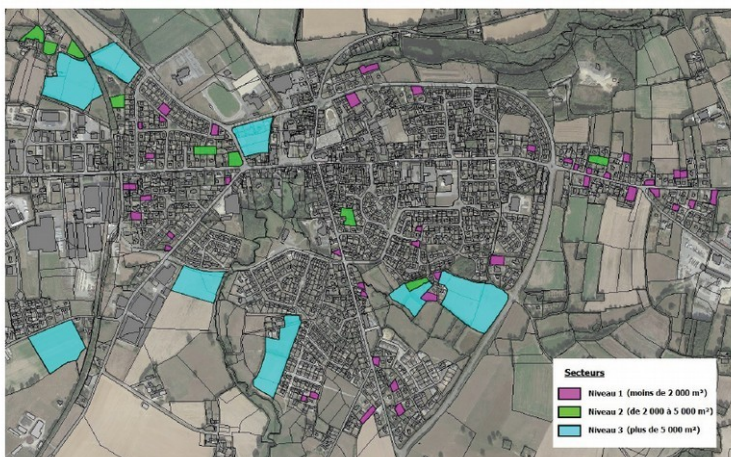 Secteurs
Niveau 1 (moins de 2 000 m²)
Niveau 2 (de 2 000 à 5 000 m²)
Niveau 3 (plus de 5 000 m²)